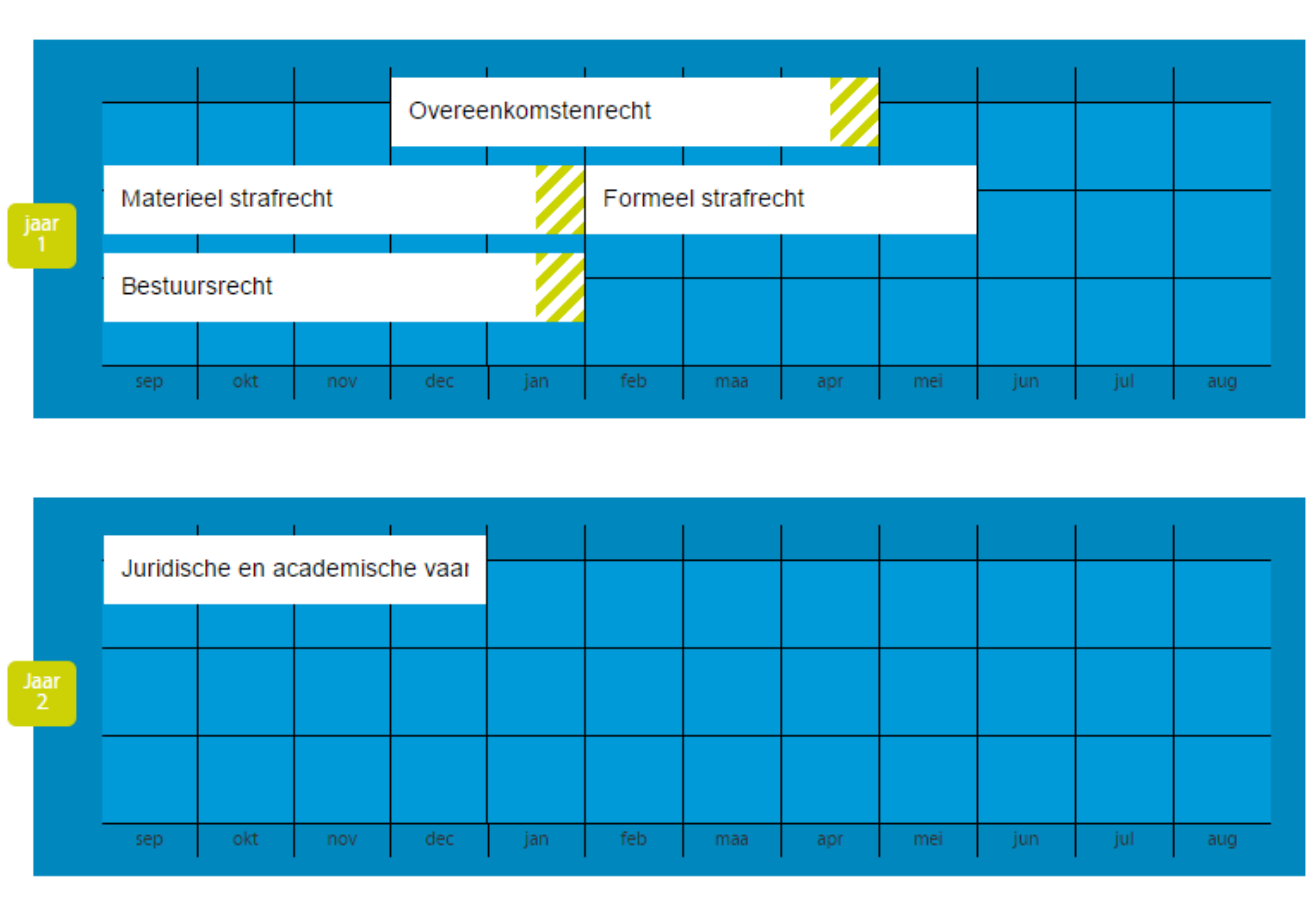 Overeenkomstenrecht
Materieel strafrecht Formeel strafrecht
jaar
1
Bestuursrecht
sep okt nov dec jan feb maa apr mei jun jul aug
Juridische en academische vaar
Jaar
2
sep okt nov dec jan feb maa apr mei jun jul aug